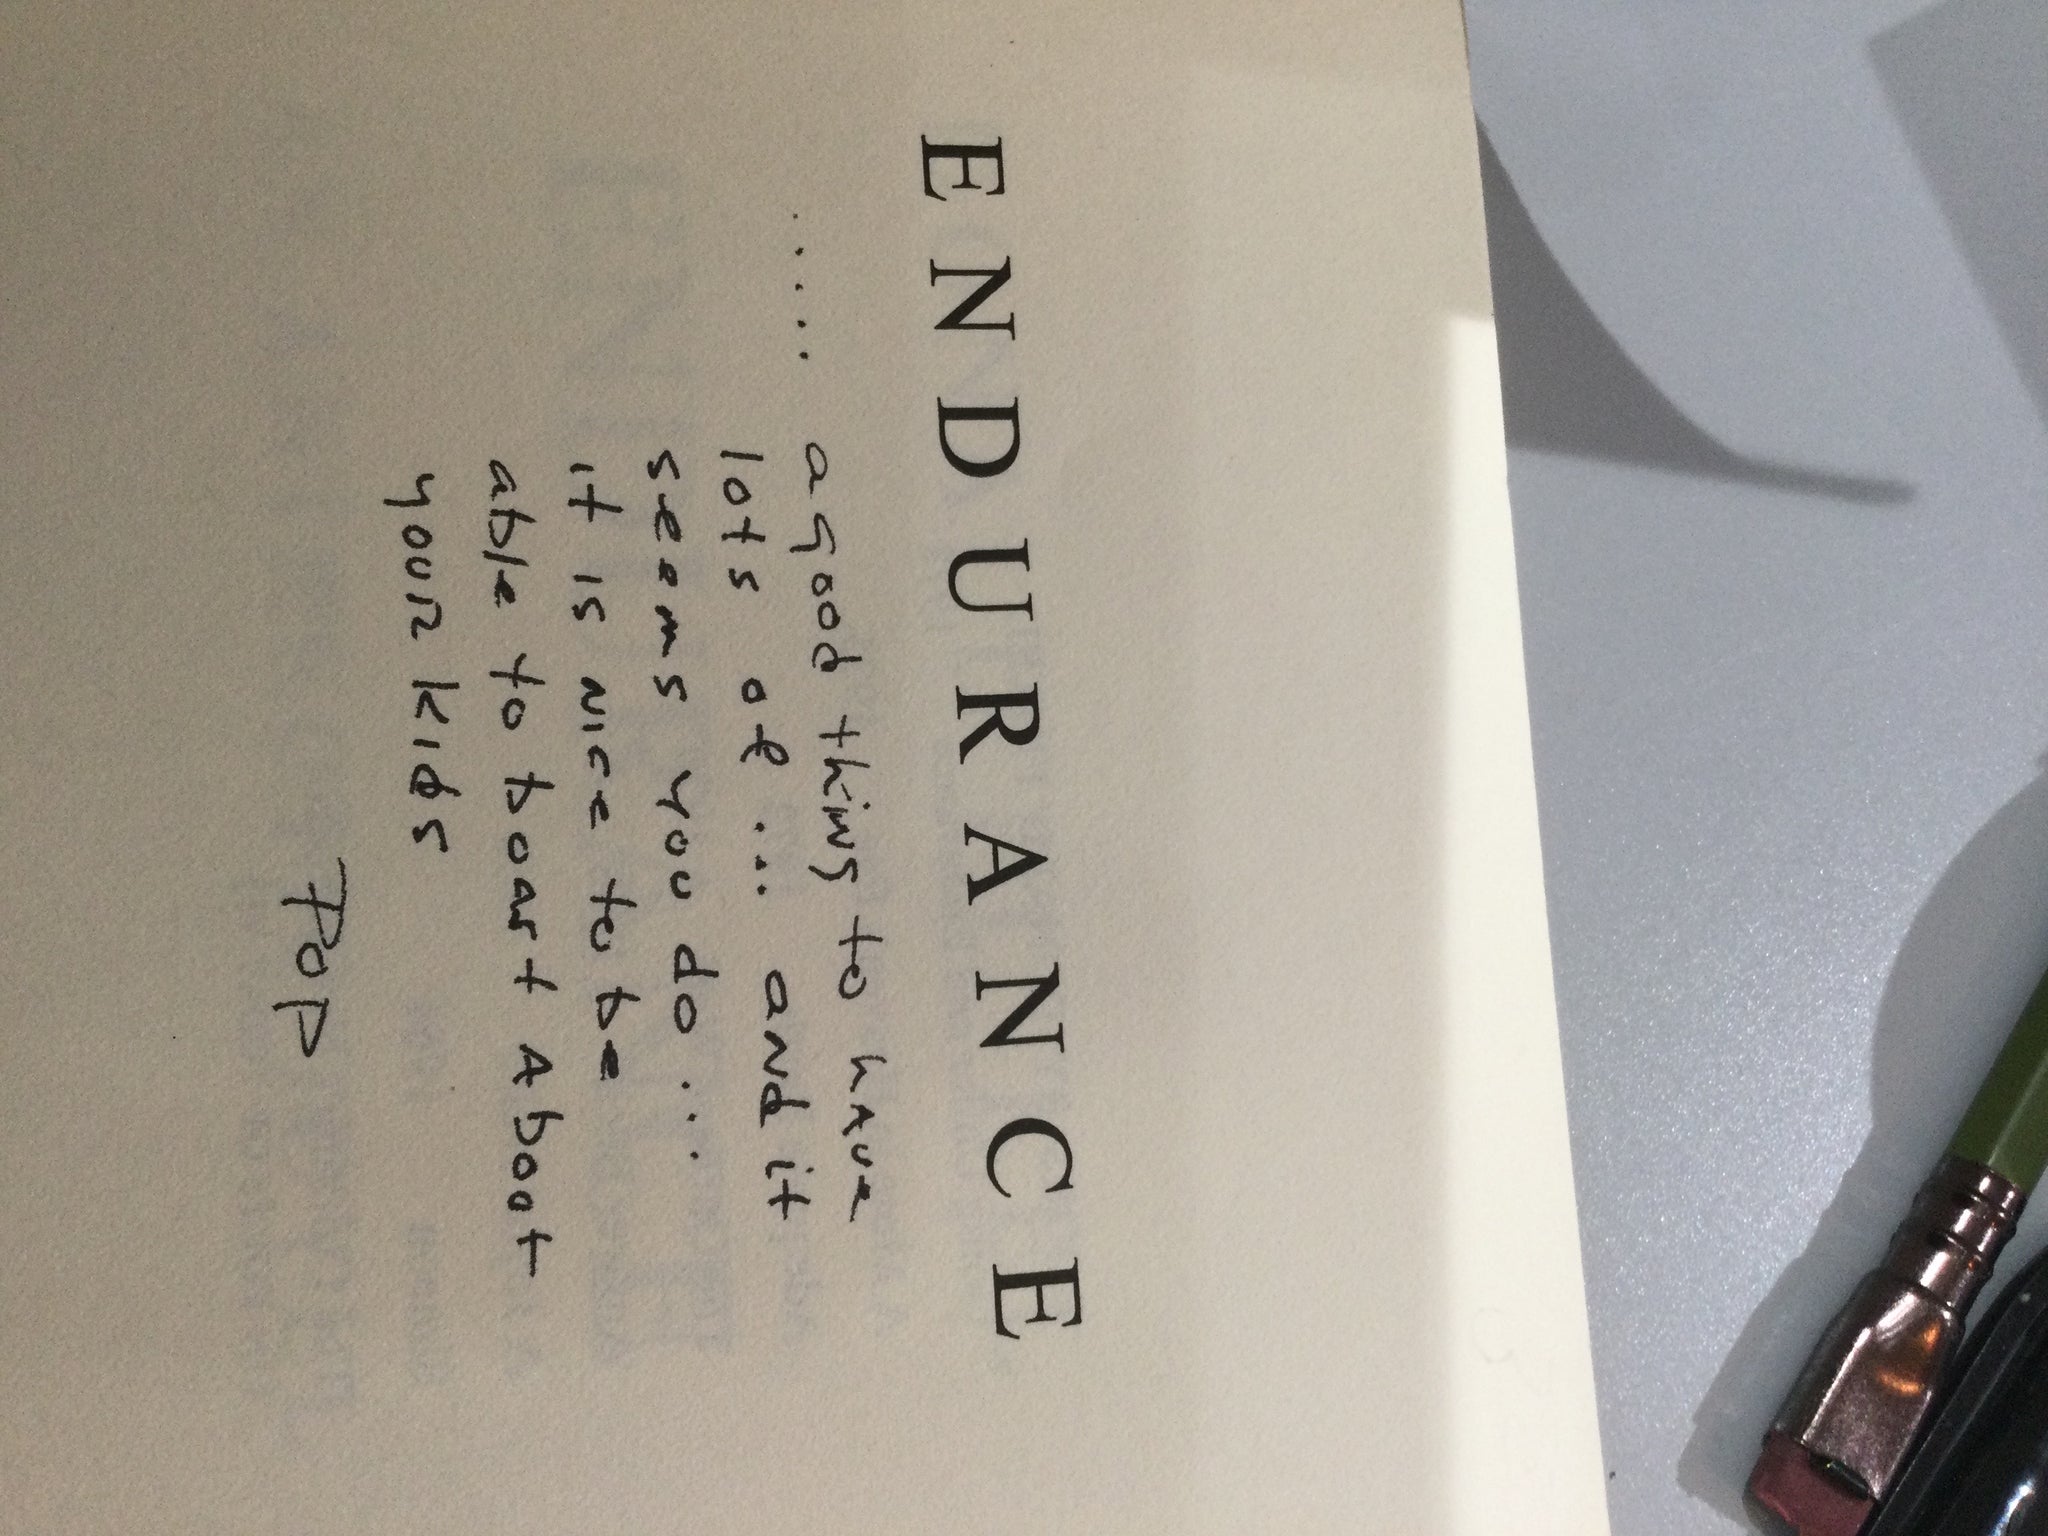 ENDURANCE
..... a good thing to have
lots of ... and it
seems you do ...
it is nice to be
able to boast About
your kids
Pop